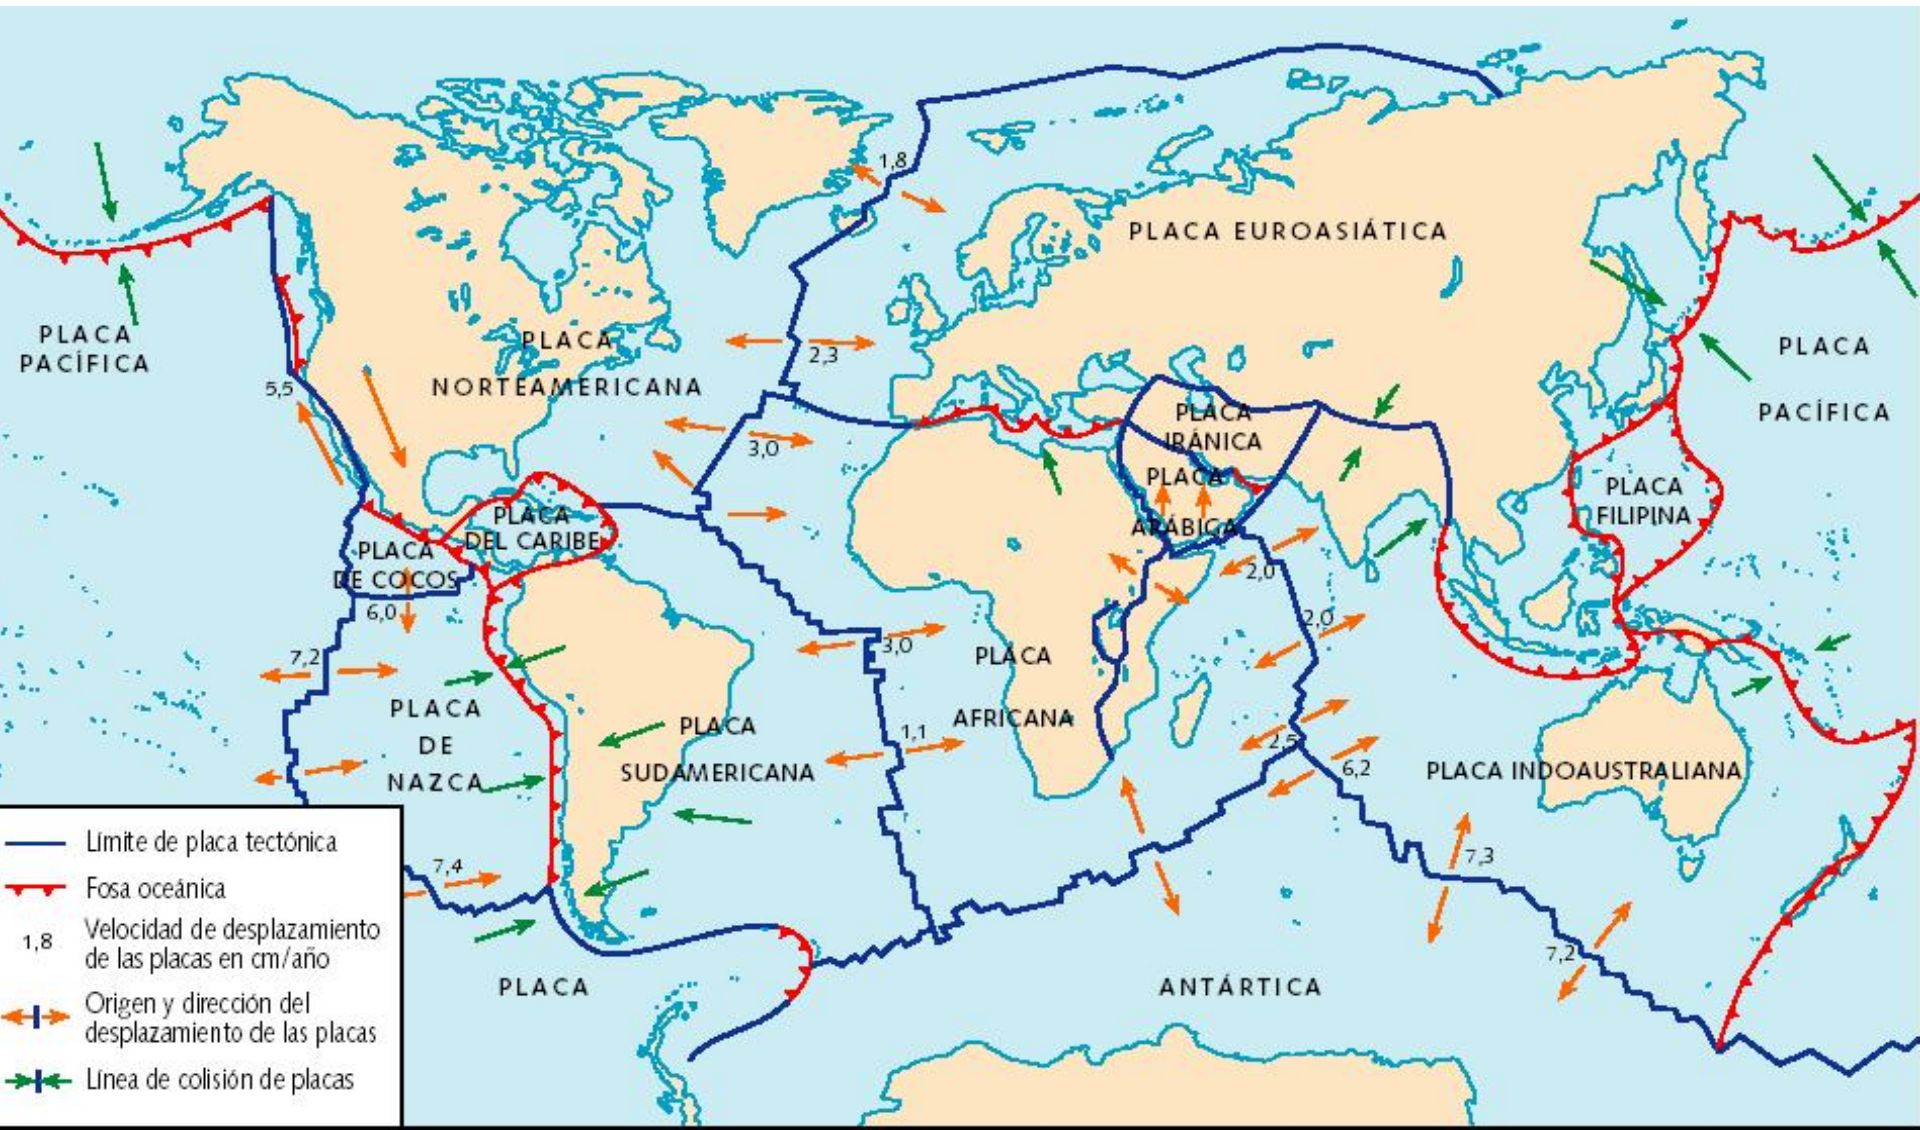 1,8
PLACA EUROASIÁTICA
PLACA
PACÍFICA
PLACA
NORTEAMERICANA
5,5
2,3
3,0
PLACA
IRÁNICA
PLACA
ARÁBIGA
PLACA
PACÍFICA
PLACA
FILIPINA
PLACA
DEL CARIBE
PLACA
DE COCOS
6,0
7,2
2,0
2,0
3,0
PLACA
AFRICANA
PLACA
DE
NAZCA
PLACA
SUDAMERICANA
1,1
2,5
6,2
PLACA INDOAUSTRALIANA
7,4
7,3
7,2
PLACA
ANTÁRTICA
Límite de placa tectónica
Fosa oceánica
1,8
Velocidad de desplazamiento
de las placas en cm/año
Origen y dirección del
desplazamiento de las placas
Línea de colisión de placas